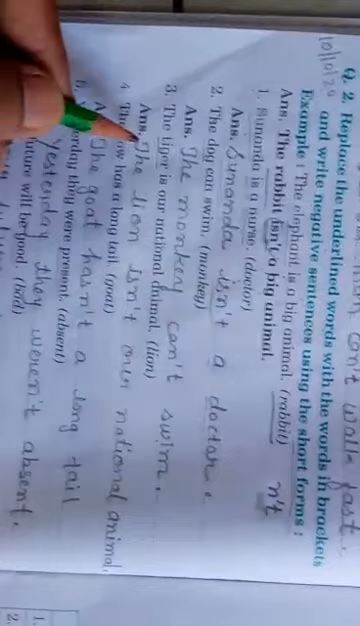 can't walk fast.
10/10/20
Q. 2. Replace the underlined words with the words in brackets
and write negative sentences using the short forms :
Example : The elephant is a big animal. (rabbit)
Ans. The rabbit isn't a big animal.
n't
1. Sunanda is a nurse. (doctor)
Ans. Sunanda isn't a doctor.
2. The dog can swim. (monkey)
Ans. The monkey can't swim.
3. The tiger is our national animal. (lion)
Ans. The lion isn't our national animal.
4. The cow has a long tail. (goat)
The goat hasn't a long tail
5. they were present. (absent)
Yesterday they weren't absent.
future will be good. (bad)
1.
2.